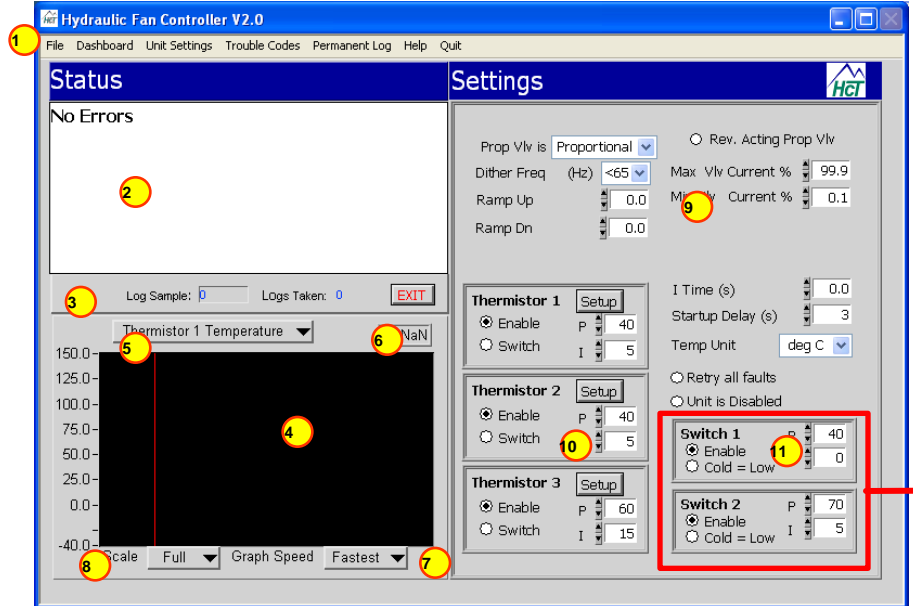 Hydraulic Fan Controller V2.0
1
File Dashboard Unit Settings Trouble Codes Permanent Log Help Quit
Status
No Errors
2
3
Log Sample: 0 LOgs Taken: 0 EXIT
Thermistor 1 Temperature
5
6
NaN
150.0
125.0
100.0
75.0
50.0
25.0
0.0
-40.0
4
8
Scale Full Graph Speed Fastest
7
Settings
HCT
Prop Vlv is Proportional
Dither Freq (Hz) <65
Ramp Up 0.0
Ramp Dn 0.0
Rev. Acting Prop Vlv
Max Vlv Current % 99.9
Current % 0.1
9
Thermistor 1 Setup
Enable P 40
Switch I 5
Thermistor 2 Setup
Enable P 40
Switch 5
10
Thermistor 3 Setup
Enable P 60
Switch I 15
I Time (s) 0.0
Startup Delay (s) 3
Temp Unit deg C
Retry all faults
Unit is Disabled
Switch 1 P 40
Enable 0
Cold = Low
11
Switch 2 P 70
Enable I 5
Cold = Low